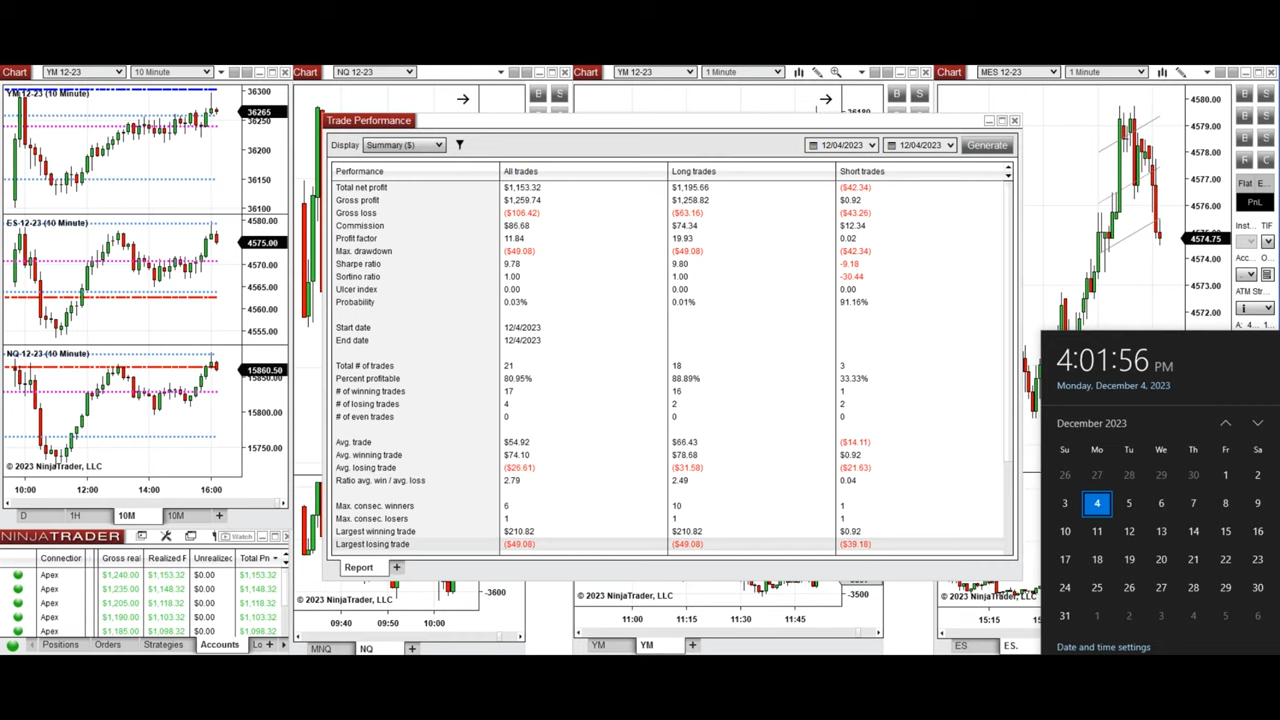 Chart YM 12-23 10 Minute
YM 12-23 (10 Minute)
36300
36265
36250
36200
36150
36100
ES 12-23 (10 Minute)
4580.00
4575.00
4570.00
4565.00
4560.00
4555.00
NQ 12-23 (10 Minute)
15860.50
15850.00
15800.00
15750.00
© 2023 NinjaTrader, LLC
10:00 12:00 14:00 16:00
D 1H 10M 10M +
NINJATRADER Watch
Connection Gross real Realized P Unrealize Total Pn
Apex $1,240.00 $1,153.32 $0.00 $1,153.32
Apex $1,235.00 $1,148.32 $0.00 $1,148.32
Apex $1,205.00 $1,118.32 $0.00 $1,118.32
Apex $1,190.00 $1,103.32 $0.00 $1,103.32
Apex $1,185.00 $1,098.32 $0.00 $1,098.32
Positions Orders Strategies Accounts Lo +
Chart NQ 12-23
B S
Chart YM 12-23 1 Minute
B S
36180
Trade Performance
Display Summary ($) 12/04/2023 12/04/2023 Generate
Performance All trades Long trades Short trades
Total net profit $1,153.32 $1,195.66 ($42.34)
Gross profit $1,259.74 $1,258.82 $0.92
Gross loss ($106.42) ($63.16) ($43.26)
Commission $86.68 $74.34 $12.34
Profit factor 11.84 19.93 0.02
Max. drawdown ($49.08) ($49.08) ($42.34)
Sharpe ratio 9.78 9.80 -9.18
Sortino ratio 1.00 1.00 -30.44
Ulcer index 0.00 0.00 0.00
Probability 0.03% 0.01% 91.16%
Start date 12/4/2023
End date 12/4/2023
Total # of trades 21 18 3
Percent profitable 80.95% 88.89% 33.33%
# of winning trades 17 16 1
# of losing trades 4 2 2
# of even trades 0 0 0
Avg. trade $54.92 $66.43 ($14.11)
Avg. winning trade $74.10 $78.68 $0.92
Avg. losing trade ($26.61) ($31.58) ($21.63)
Ratio avg. win / avg. loss 2.79 2.49 0.04
Max. consec. winners 6 10 1
Max. consec. losers 1 1 1
Largest winning trade $210.82 $210.82 $0.92
Largest losing trade ($49.08) ($49.08) ($39.18)
Report +
-3600
© 2023 NinjaTrader, LLC
09:40 09:50 10:00
MNQ NQ +
-3500
© 2023 NinjaTrader, LLC
11:00 11:15 11:30 11:45
YM YM +
Chart MES 12-23 1 Minute
4580.00
4579.00
4578.00
4577.00
4576.00
4574.75
4574.00
4573.00
4572.00
B S
B S
B S
R C
Flat E...
PnL
Inst... TIF
Acc... O...
ATM Str...
A: 4... 1...
© 2023 NinjaTrader, LLC
15:15
ES ES.
4:01:56 PM
Monday, December 4, 2023
December 2023
Su Mo Tu We Th Fr Sa
26 27 28 29 30 1 2
3 4 5 6 7 8 9
10 11 12 13 14 15 16
17 18 19 20 21 22 23
24 25 26 27 28 29 30
31 1 2 3 4 5 6
Date and time settings